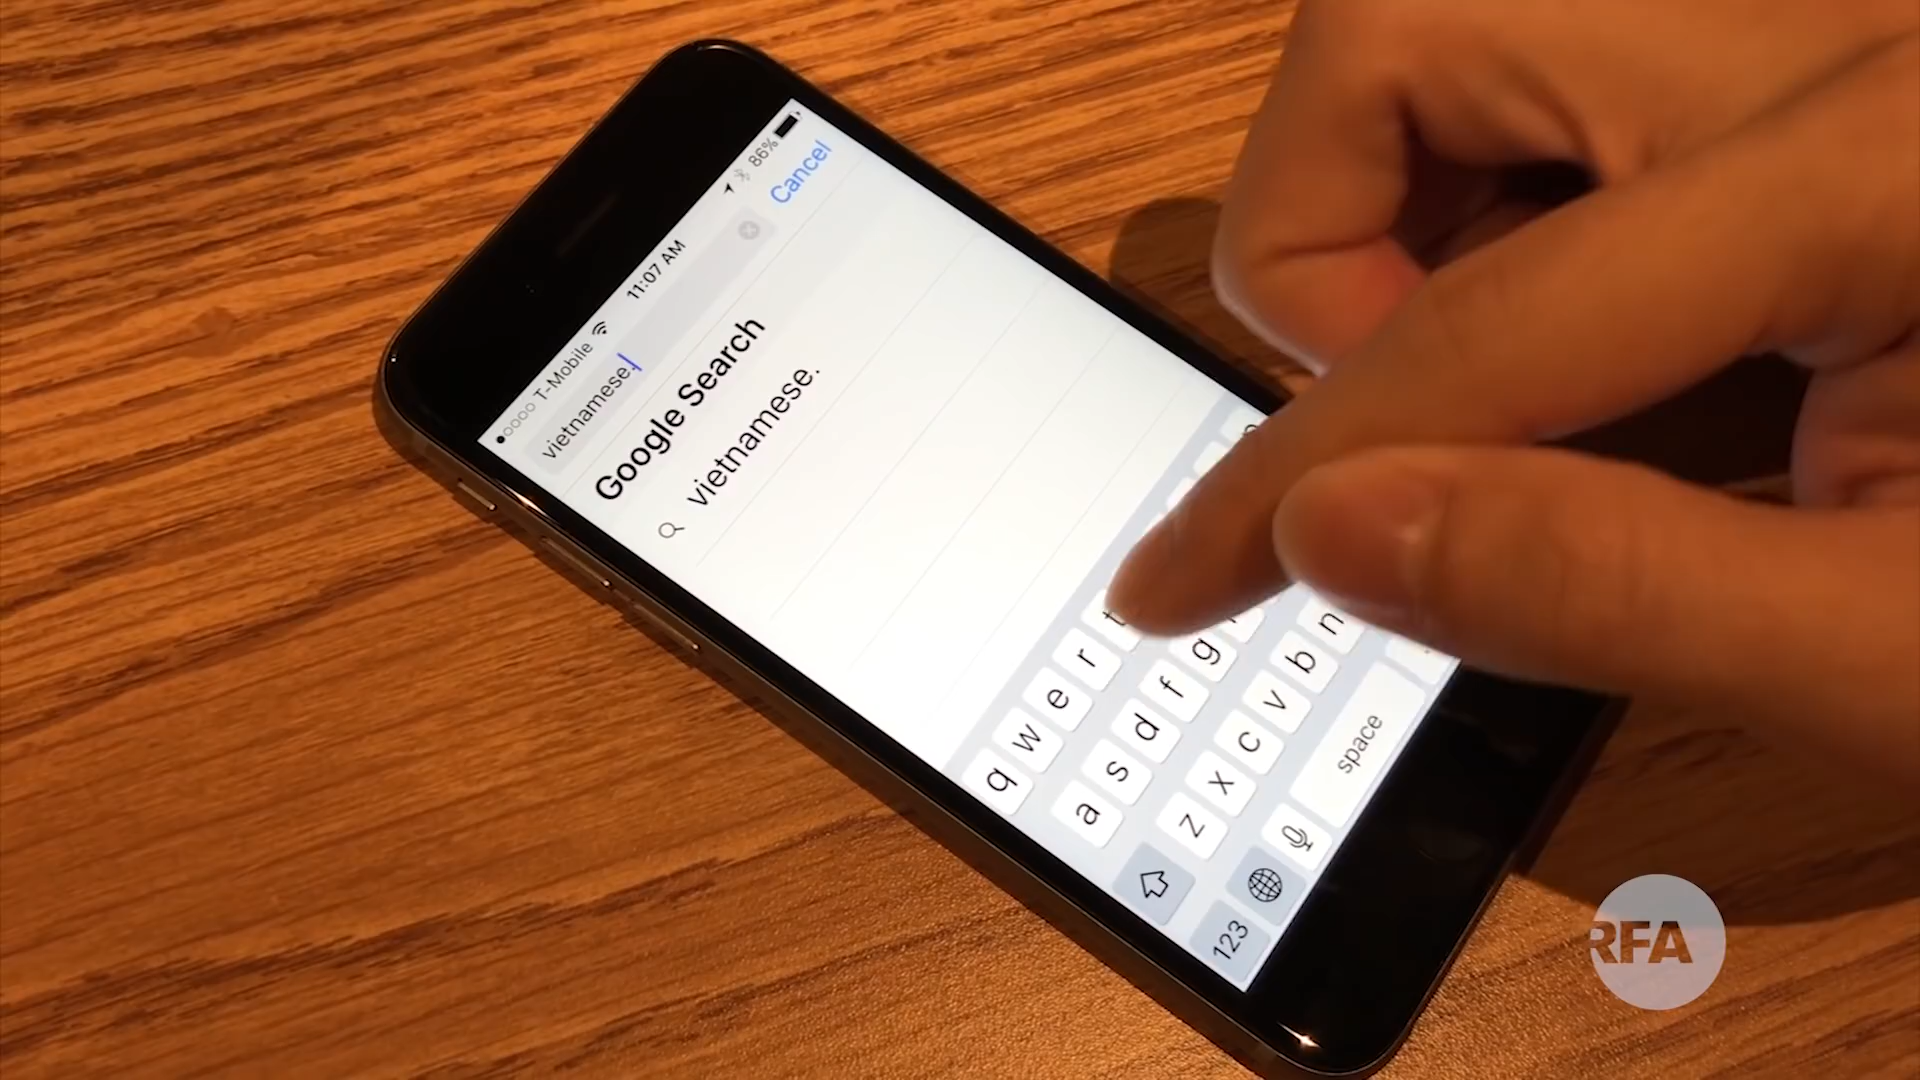 T-Mobile 11:07 AM 86%
vietnamese. Cancel
Google Search
vietnamese.
q w e r t
a s d f g
z x c v b n
123 space
RFA